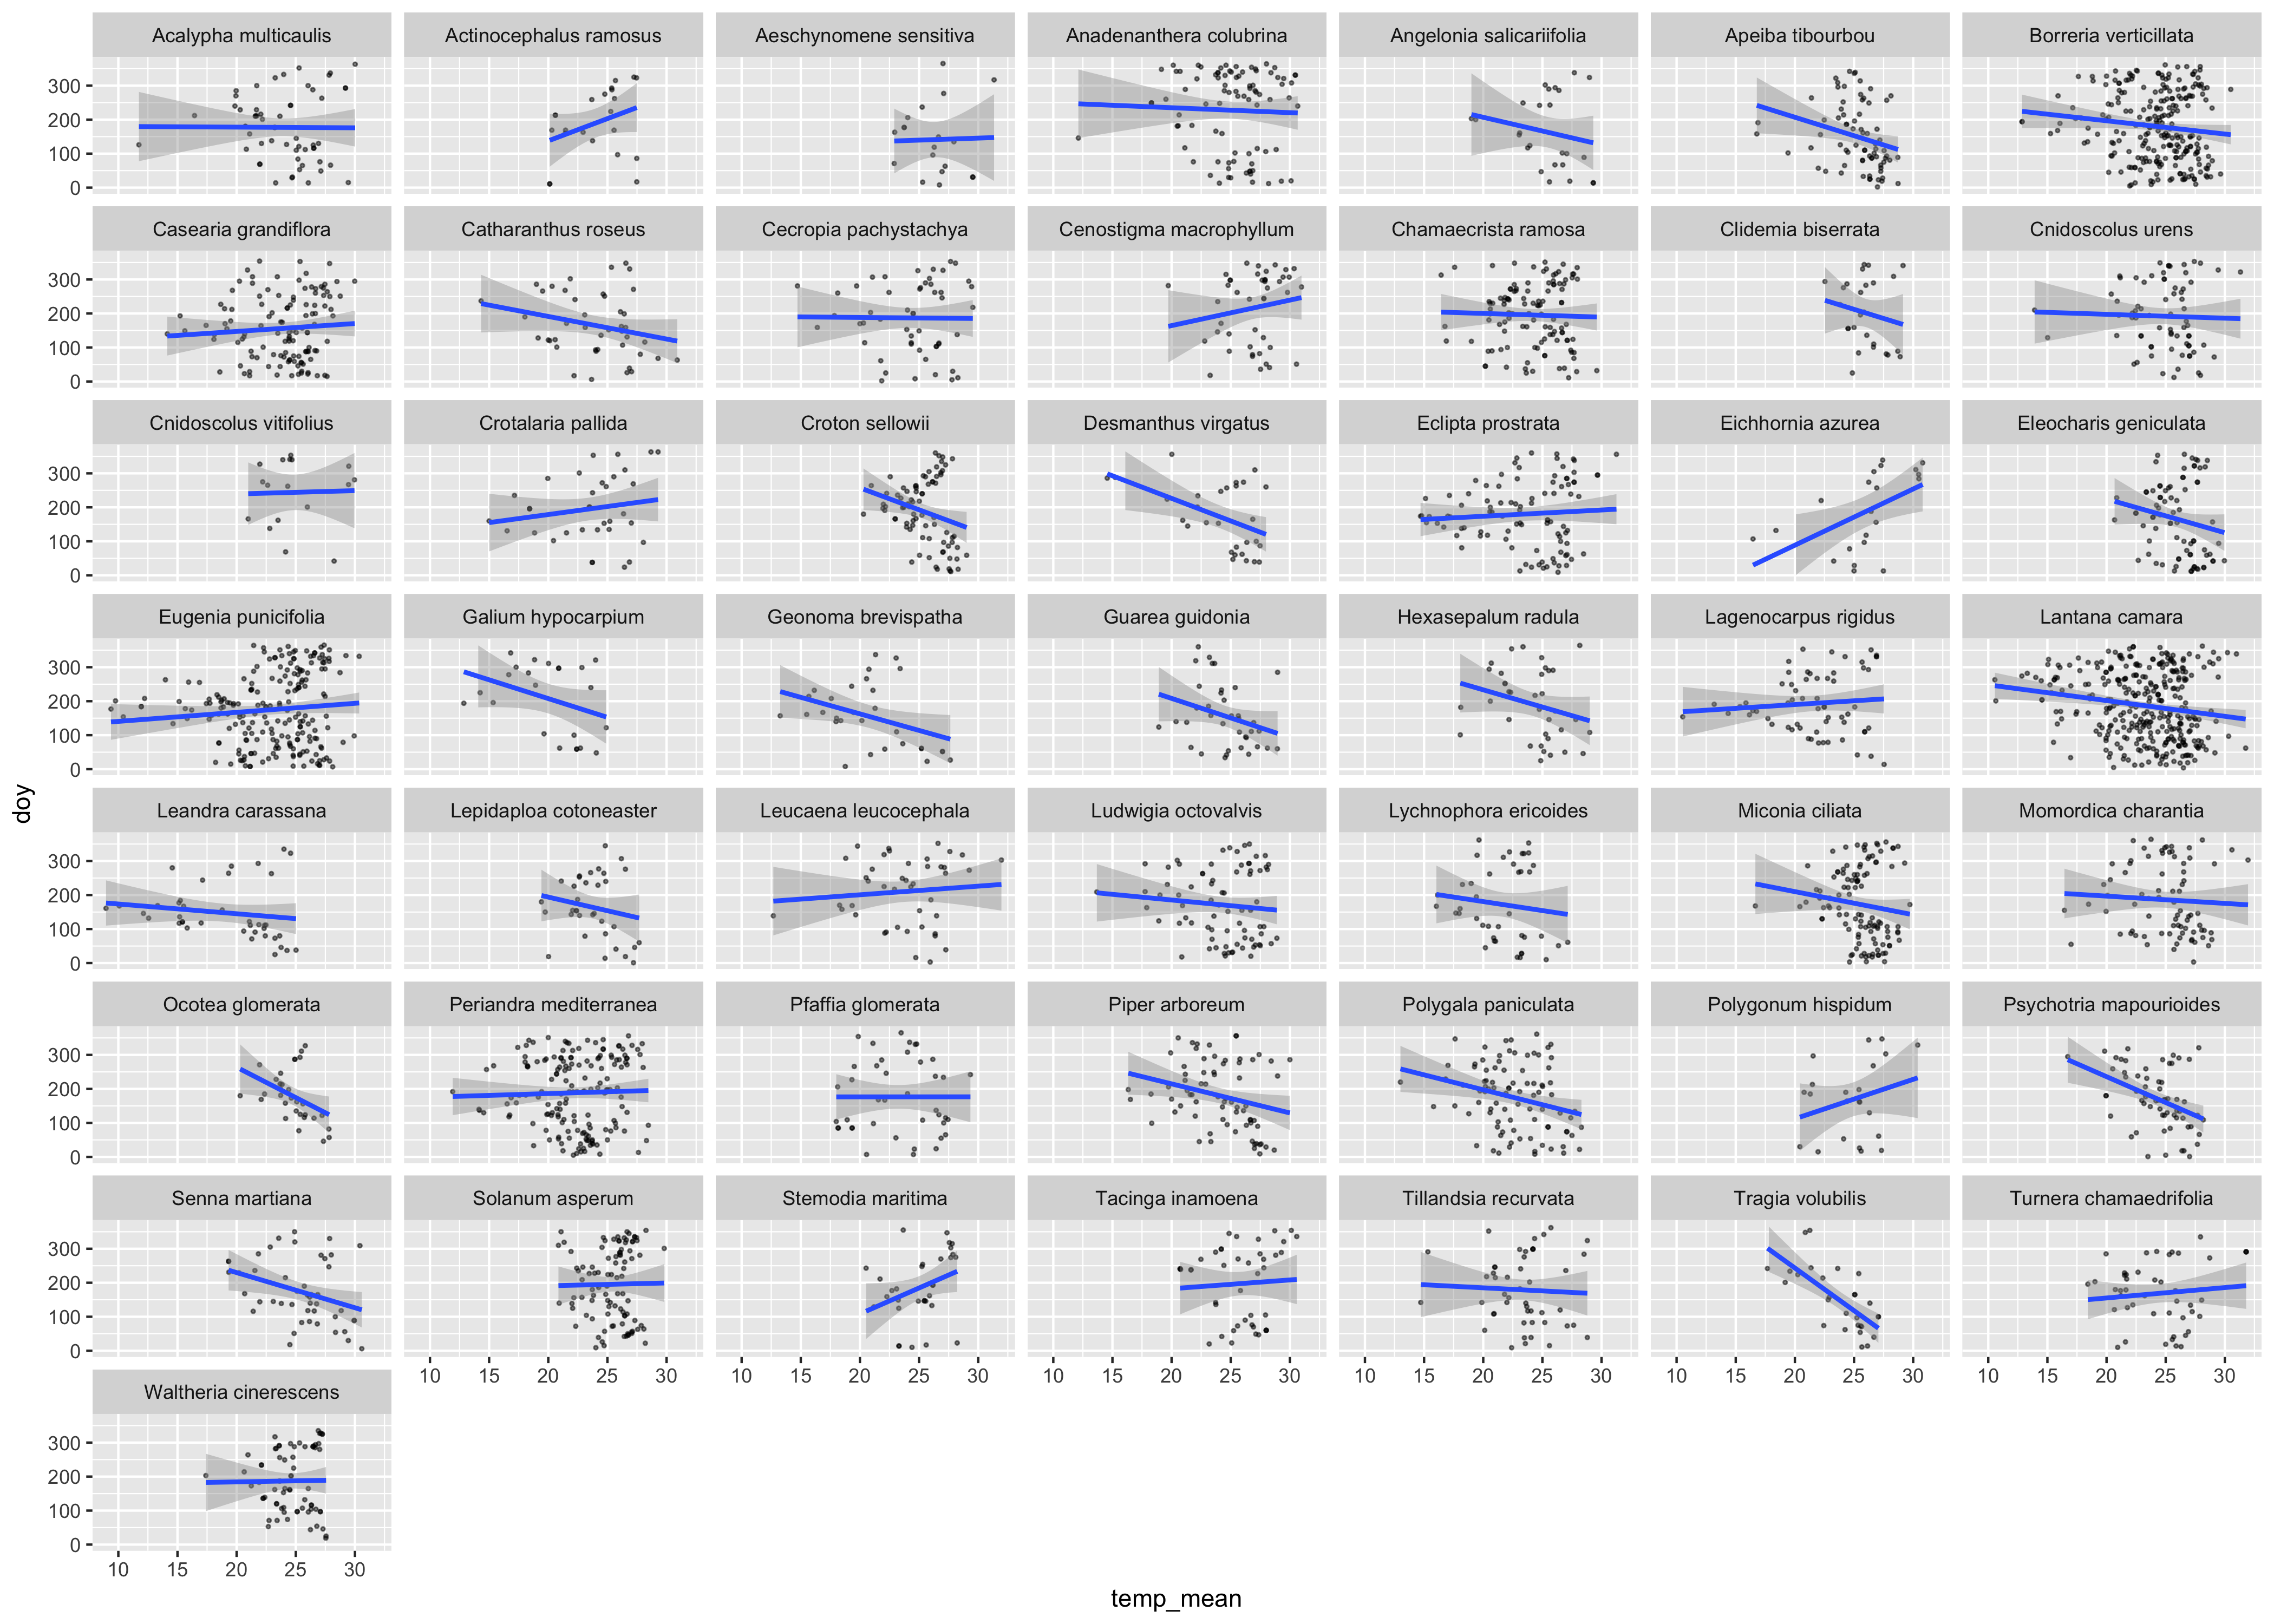 Acalypha multicaulis Actinocephalus ramosus Aeschynomene sensitiva Anadenanthera colubrina Angelonia salicariifolia Apeiba tibourbou Borreria verticillata
300
200
100
0
Casearia grandiflora Catharanthus roseus Cecropia pachystachya Cenostigma macrophyllum Chamaecrista ramosa Clidemia biserrata Cnidoscolus urens
300
200
100
0
Cnidoscolus vitifolius Crotalaria pallida Croton sellowii Desmanthus virgatus Eclipta prostrata Eichhornia azurea Eleocharis geniculata
300
200
100
0
Eugenia punicifolia Galium hypocarpium Geonoma brevispatha Guarea guidonia Hexasepalum radula Lagenocarpus rigidus Lantana camara
300
200
100
0
doy
Leandra carassana Lepidaploa cotoneaster Leucaena leucocephala Ludwigia octovalvis Lychnophora ericoides Miconia ciliata Momordica charantia
300
200
100
0
Ocotea glomerata Periandra mediterranea Pfaffia glomerata Piper arboreum Polygala paniculata Polygonum hispidum Psychotria mapourioides
300
200
100
0
Senna martiana Solanum asperum Stemodia maritima Tacinga inamoena Tillandsia recurvata Tragia volubilis Turnera chamaedrifolia
300
200
100
0
10 15 20 25 30 10 15 20 25 30 10 15 20 25 30 10 15 20 25 30 10 15 20 25 30 10 15 20 25 30
Waltheria cinerescens
300
200
100
0
10 15 20 25 30
temp_mean